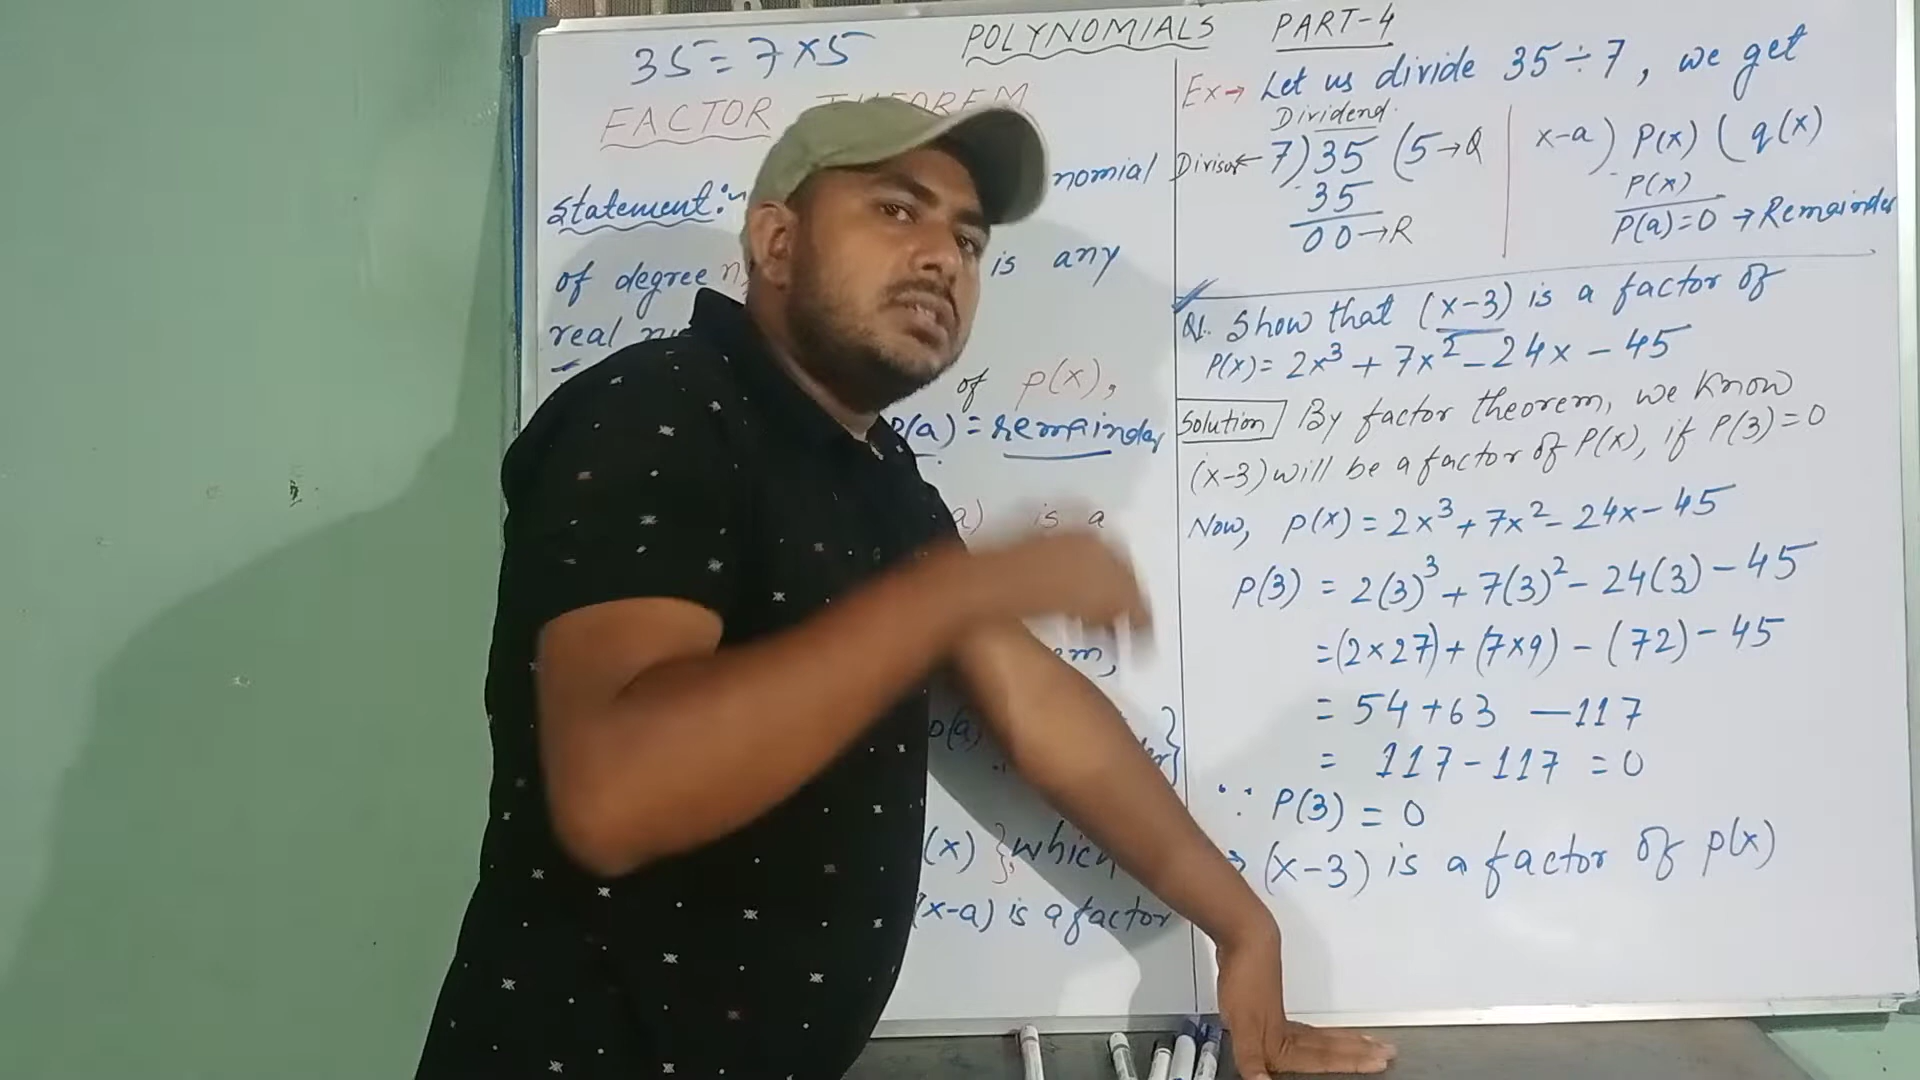 POLYNOMIALS PART-4
35 = 7×5
FACTOR THEOREM
Statement:
nomial
of degree n
is any
real
of p(x),
p(a) = remainder
a) is a
em,
p(a)
(x) } which
(x-a) is a factor
Ex→ Let us divide 35÷7, we get
Dividend.
Divisor← 7)35(5→Q
35
00→R
x-a) P(x) ( q(x)
P(x)
P(a)=0 → Remainder
Q1. Show that (x-3) is a factor of
P(x)= 2x³ + 7x² - 24x - 45
Solution By factor theorem, we know
(x-3) will be a factor of P(x), if P(3)=0
Now, P(x) = 2x³ + 7x² - 24x - 45
P(3) = 2(3)³ + 7(3)² - 24(3) - 45
= (2×27) + (7×9) - (72) - 45
= 54+63 -117
= 117-117 = 0
∵ P(3) = 0
⇒ (x-3) is a factor of p(x)